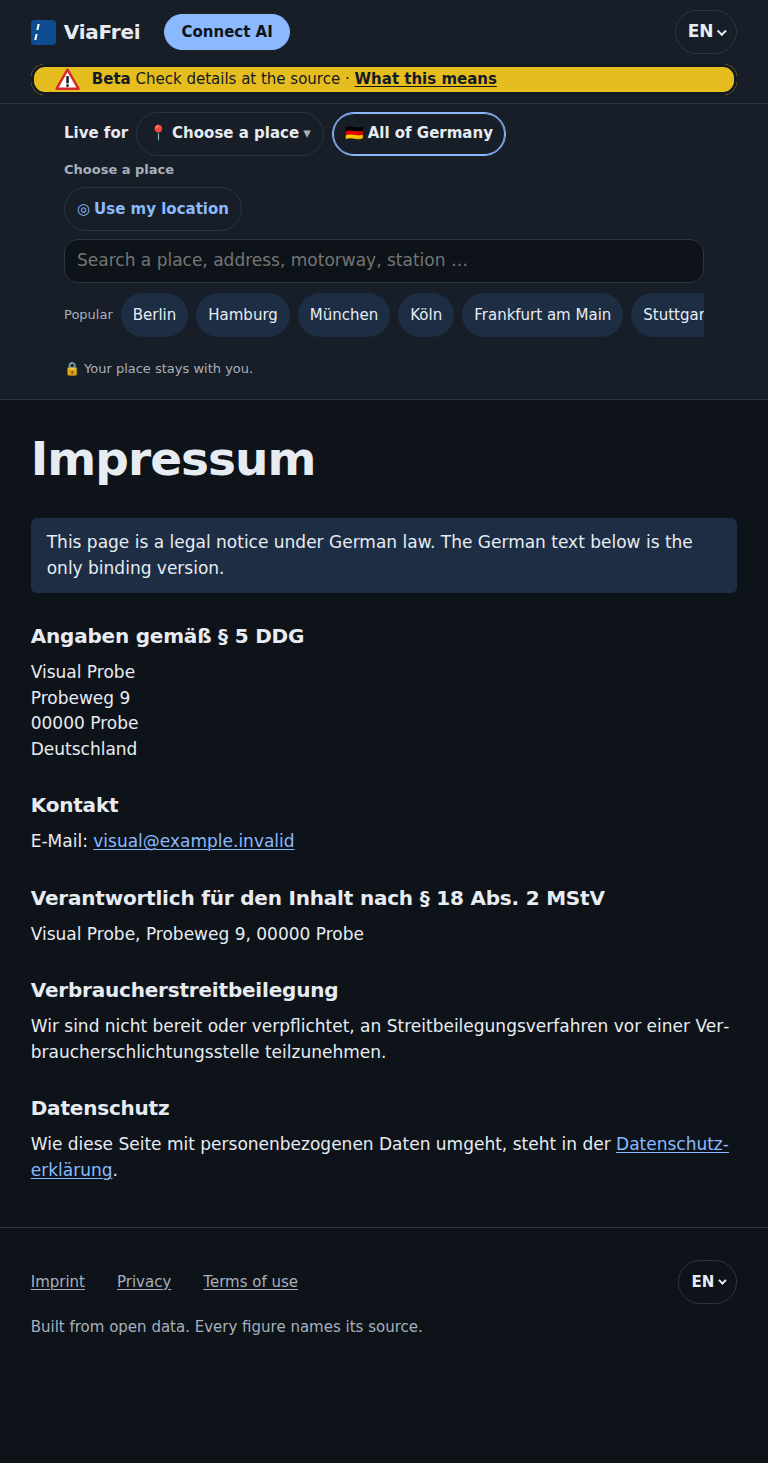 ViaFrei
Connect AI
EN
Beta Check details at the source · What this means
Live for
📍 Choose a place ▾
🇩🇪 All of Germany
Choose a place
◎ Use my location
Search a place, address, motorway, station …
Popular
Berlin
Hamburg
München
Köln
Frankfurt am Main
Stuttgar
🔒 Your place stays with you.
Impressum
This page is a legal notice under German law. The German text below is the
only binding version.
Angaben gemäß § 5 DDG
Visual Probe
Probeweg 9
00000 Probe
Deutschland
Kontakt
E-Mail: visual@example.invalid
Verantwortlich für den Inhalt nach § 18 Abs. 2 MStV
Visual Probe, Probeweg 9, 00000 Probe
Verbraucherstreitbeilegung
Wir sind nicht bereit oder verpflichtet, an Streitbeilegungsverfahren vor einer Ver-
braucherschlichtungsstelle teilzunehmen.
Datenschutz
Wie diese Seite mit personenbezogenen Daten umgeht, steht in der Datenschutz-
erklärung.
Imprint
Privacy
Terms of use
EN
Built from open data. Every figure names its source.